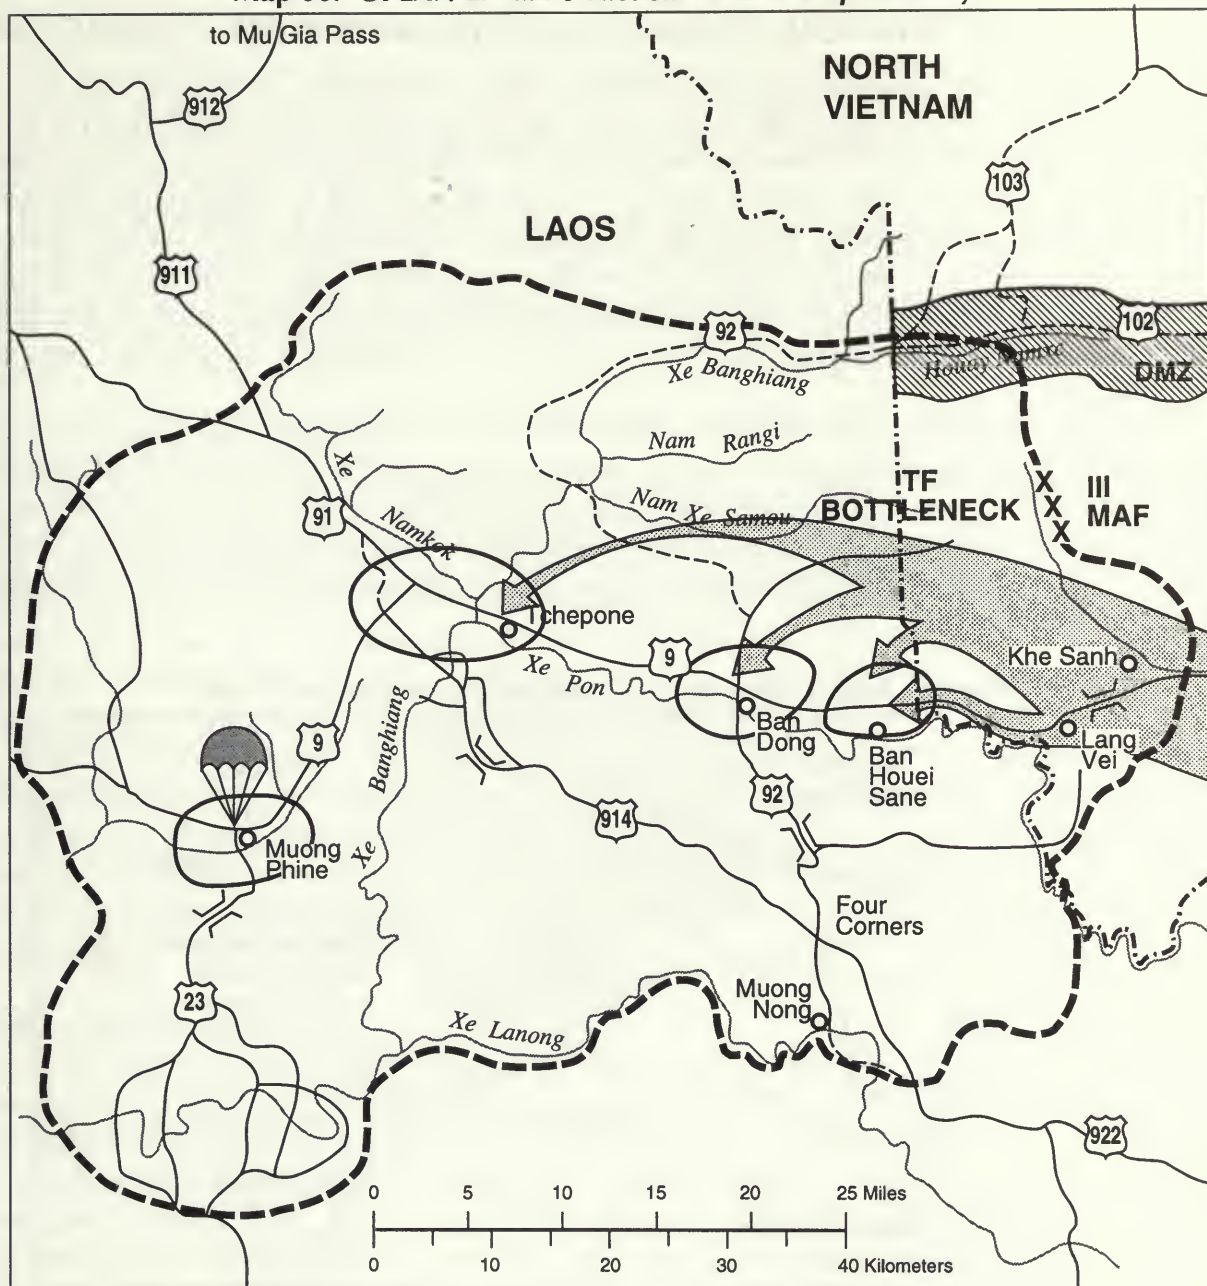 to Mu Gia Pass
912
NORTH
VIETNAM
103
LAOS
911
92
102
Xe Banghiang
Houay Namxe
DMZ
Nam Rangi
Xe
Namkok
91
Nam Xe Samou
TF
BOTTLENECK
III
MAF
X
X
X
Tchepone
9
Xe Pon
Khe Sanh
Ban
Dong
Lang
Vei
Ban
Houei
Sane
Xe Banghiang
9
92
914
Muong
Phine
Four
Corners
23
Muong
Nong
Xe Lanong
922
0 5 10 15 20 25 Miles
0 10 20 30 40 Kilometers